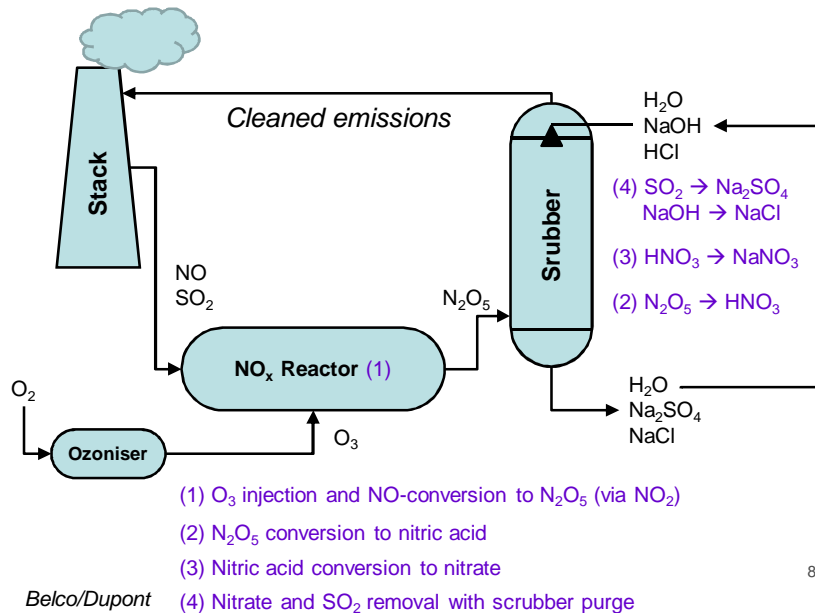 Cleaned emissions
H₂O
NaOH
HCl
Stack
Srubber
(4) SO₂ → Na₂SO₄
NaOH → NaCl
(3) HNO₃ → NaNO₃
(2) N₂O₅ → HNO₃
NO
SO₂
N₂O₅
NOₓ Reactor (1)
O₂
Ozoniser
O₃
H₂O
Na₂SO₄
NaCl
(1) O₃ injection and NO-conversion to N₂O₅ (via NO₂)
(2) N₂O₅ conversion to nitric acid
(3) Nitric acid conversion to nitrate
(4) Nitrate and SO₂ removal with scrubber purge
Belco/Dupont
8